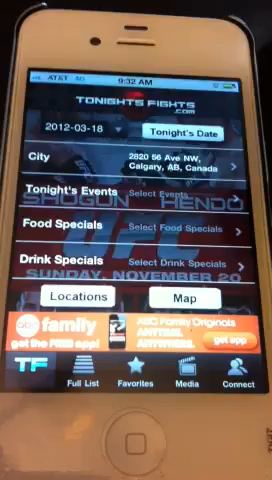 AT&T 4G 9:32 AM
TONIGHTS FIGHTS
.COM
2012-03-18 Tonight's Date
City 2820 56 Ave NW,
Calgary, AB, Canada
Tonight's Events Select Events
SHOGUN HENDO
Food Specials Select Food Specials
UFC
Drink Specials Select Drink Specials
SUNDAY, NOVEMBER 20
Locations Map
abc family ABC Family Originals
ANYTIME.
get the FREE app! ANYWHERE. get app
TF Full List Favorites Media Connect